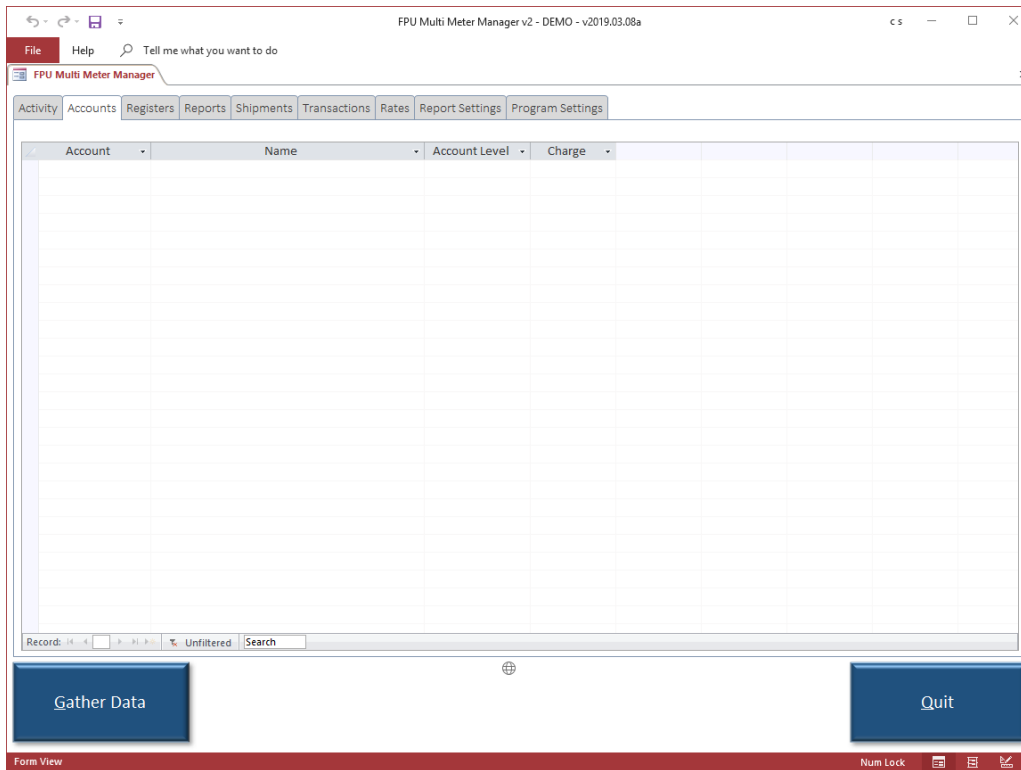 FPU Multi Meter Manager v2 - DEMO - v2019.03.08a c s
File Help Tell me what you want to do
FPU Multi Meter Manager
Activity Accounts Registers Reports Shipments Transactions Rates Report Settings Program Settings
Account Name Account Level Charge
Record: Unfiltered Search
Gather Data Quit
Form View Num Lock